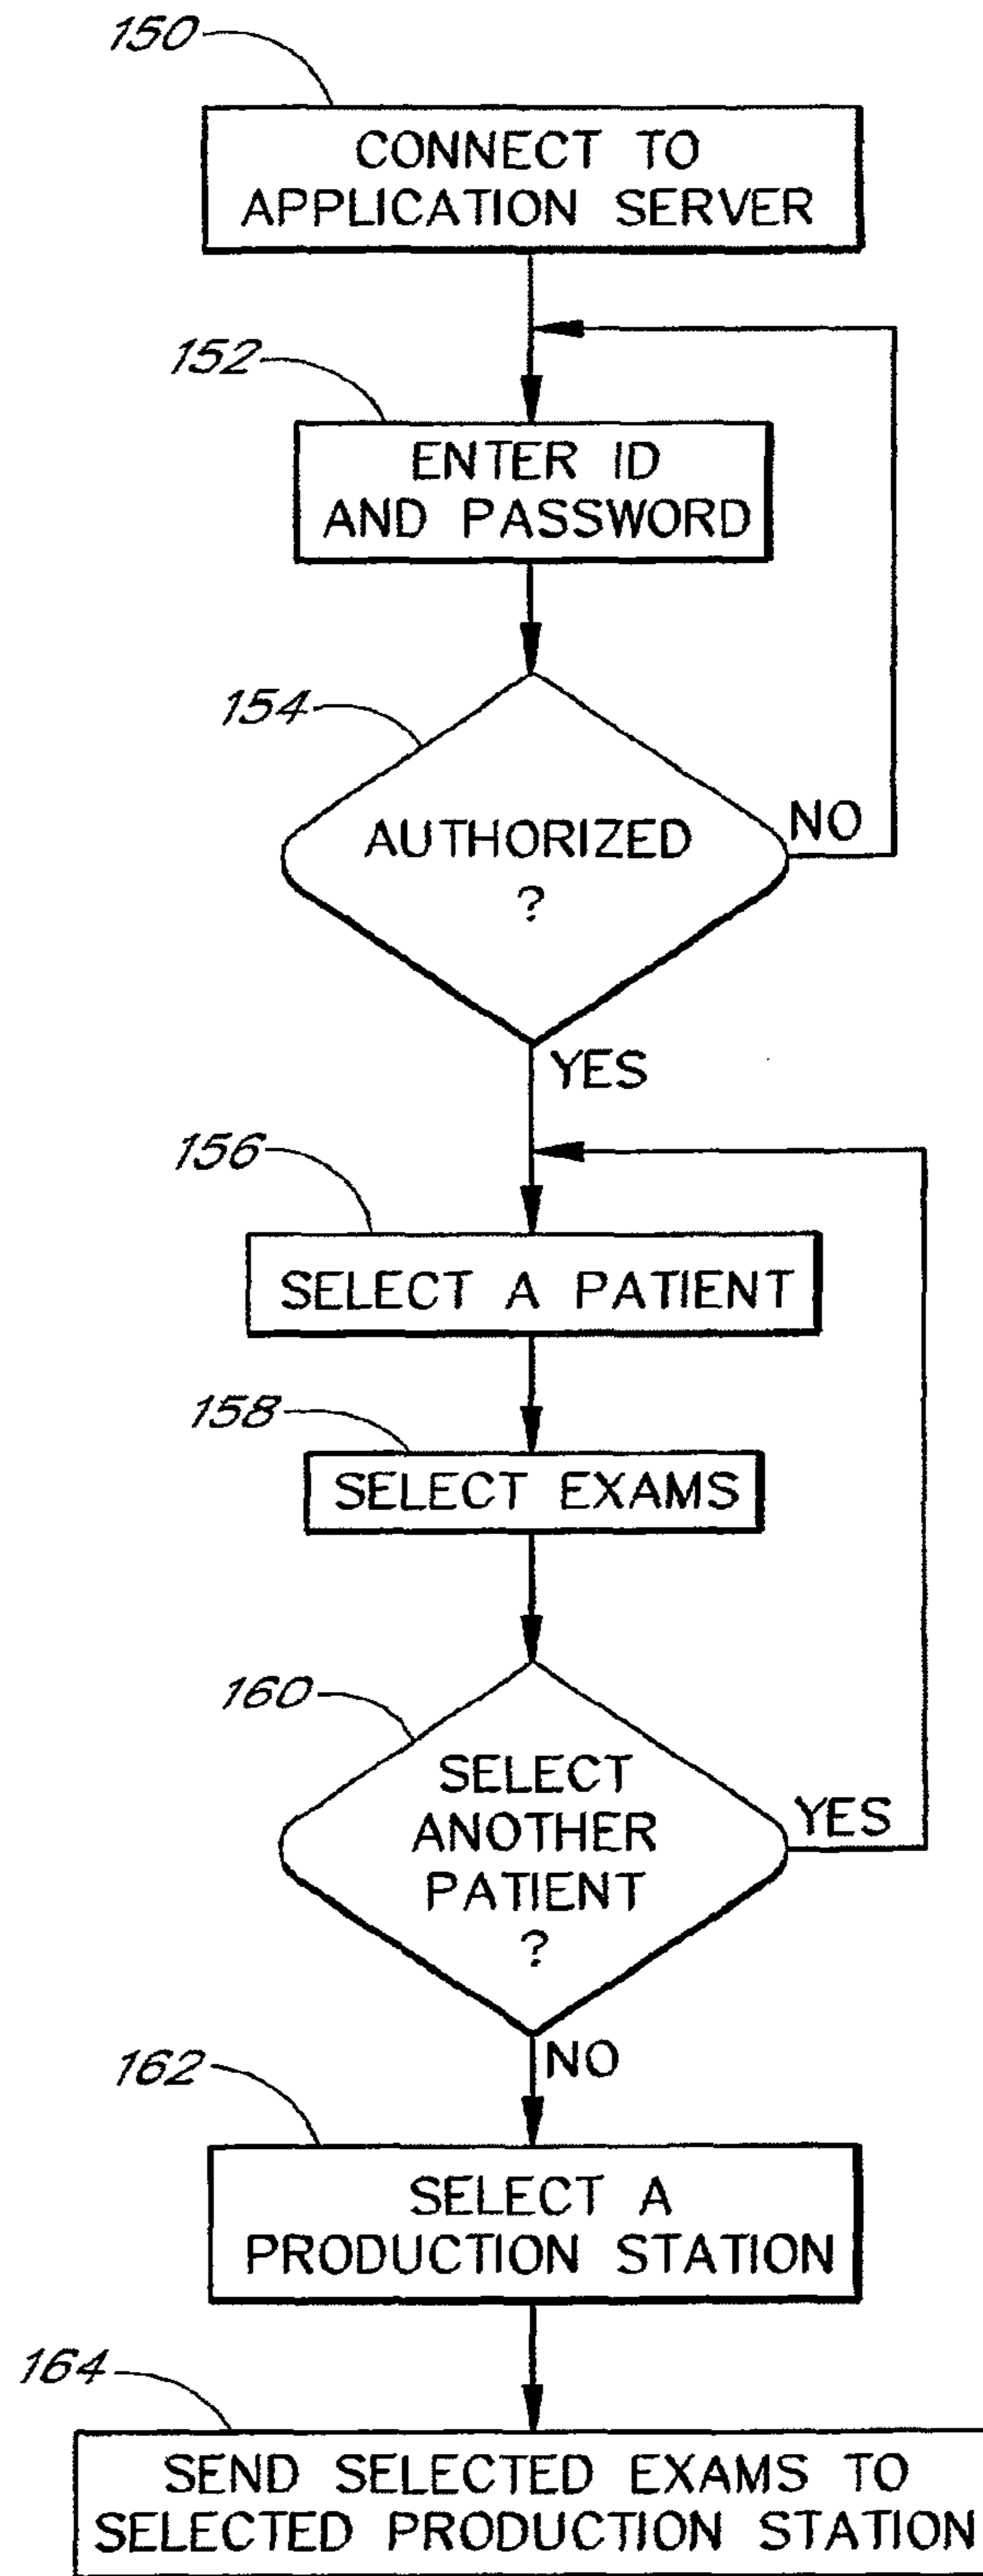 150
CONNECT TO
APPLICATION SERVER
152
ENTER ID
AND PASSWORD
154
AUTHORIZED
?
NO
YES
156
SELECT A PATIENT
158
SELECT EXAMS
160
SELECT
ANOTHER
PATIENT
?
YES
NO
162
SELECT A
PRODUCTION STATION
164
SEND SELECTED EXAMS TO
SELECTED PRODUCTION STATION